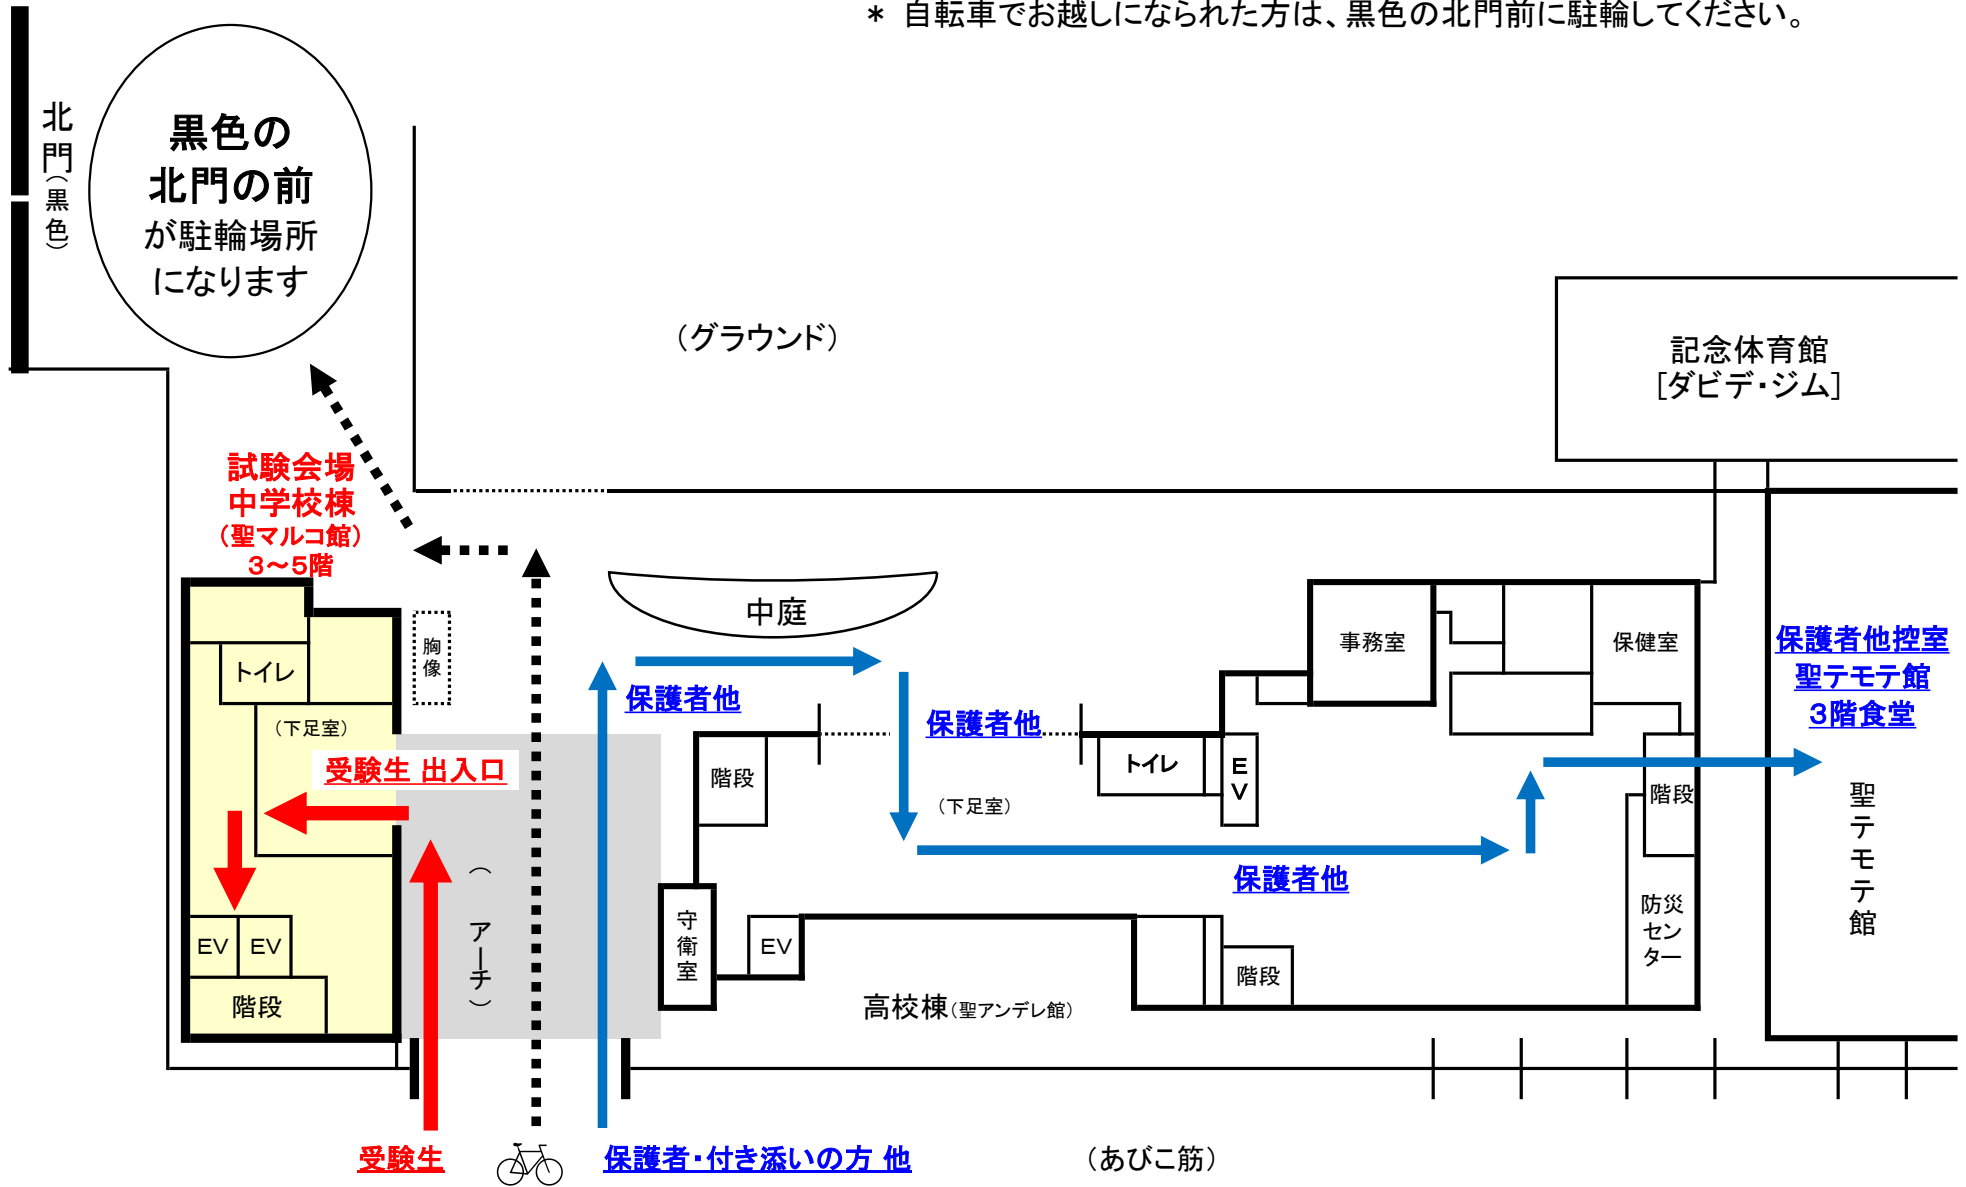 * 自転車でお越しになられた方は、黒色の北門前に駐輪してください。
北門（黒色）
黒色の
北門の前
が駐輪場所
になります
（グラウンド）
記念体育館
[ダビデ・ジム]
試験会場
中学校棟
（聖マルコ館）
3～5階
胸像
中庭
トイレ
（下足室）
受験生 出入口
保護者他
保護者他
事務室
保健室
保護者他控室
聖テモテ館
3階食堂
階段
トイレ
EV
（下足室）
階段
聖テモテ館
保護者他
（アーチ）
守衛室
EV
EV
EV
階段
高校棟（聖アンデレ館）
階段
防災
セン
ター
受験生
保護者・付き添いの方 他
（あびこ筋）